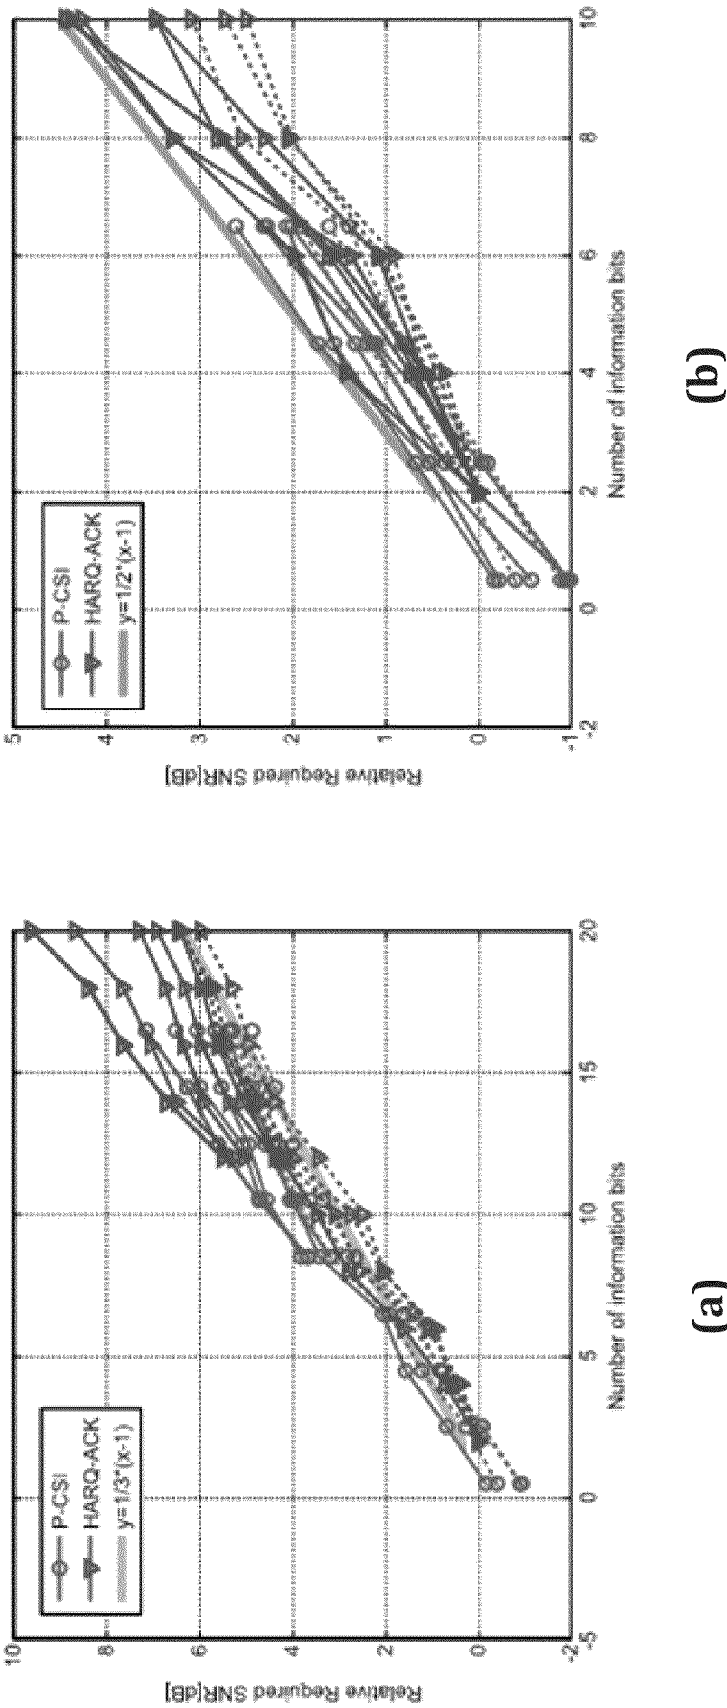 10
8
6
4
2
0
-2
-5
0
5
10
15
20
Relative Required SNR[dB]
Number of information bits
P-CSI
HARQ-ACK
y=1/3*(x-1)
(a)
5
4
3
2
1
0
-1
-2
0
2
4
6
8
10
Relative Required SNR[dB]
Number of information bits
P-CSI
HARQ-ACK
y=1/2*(x-1)
(b)